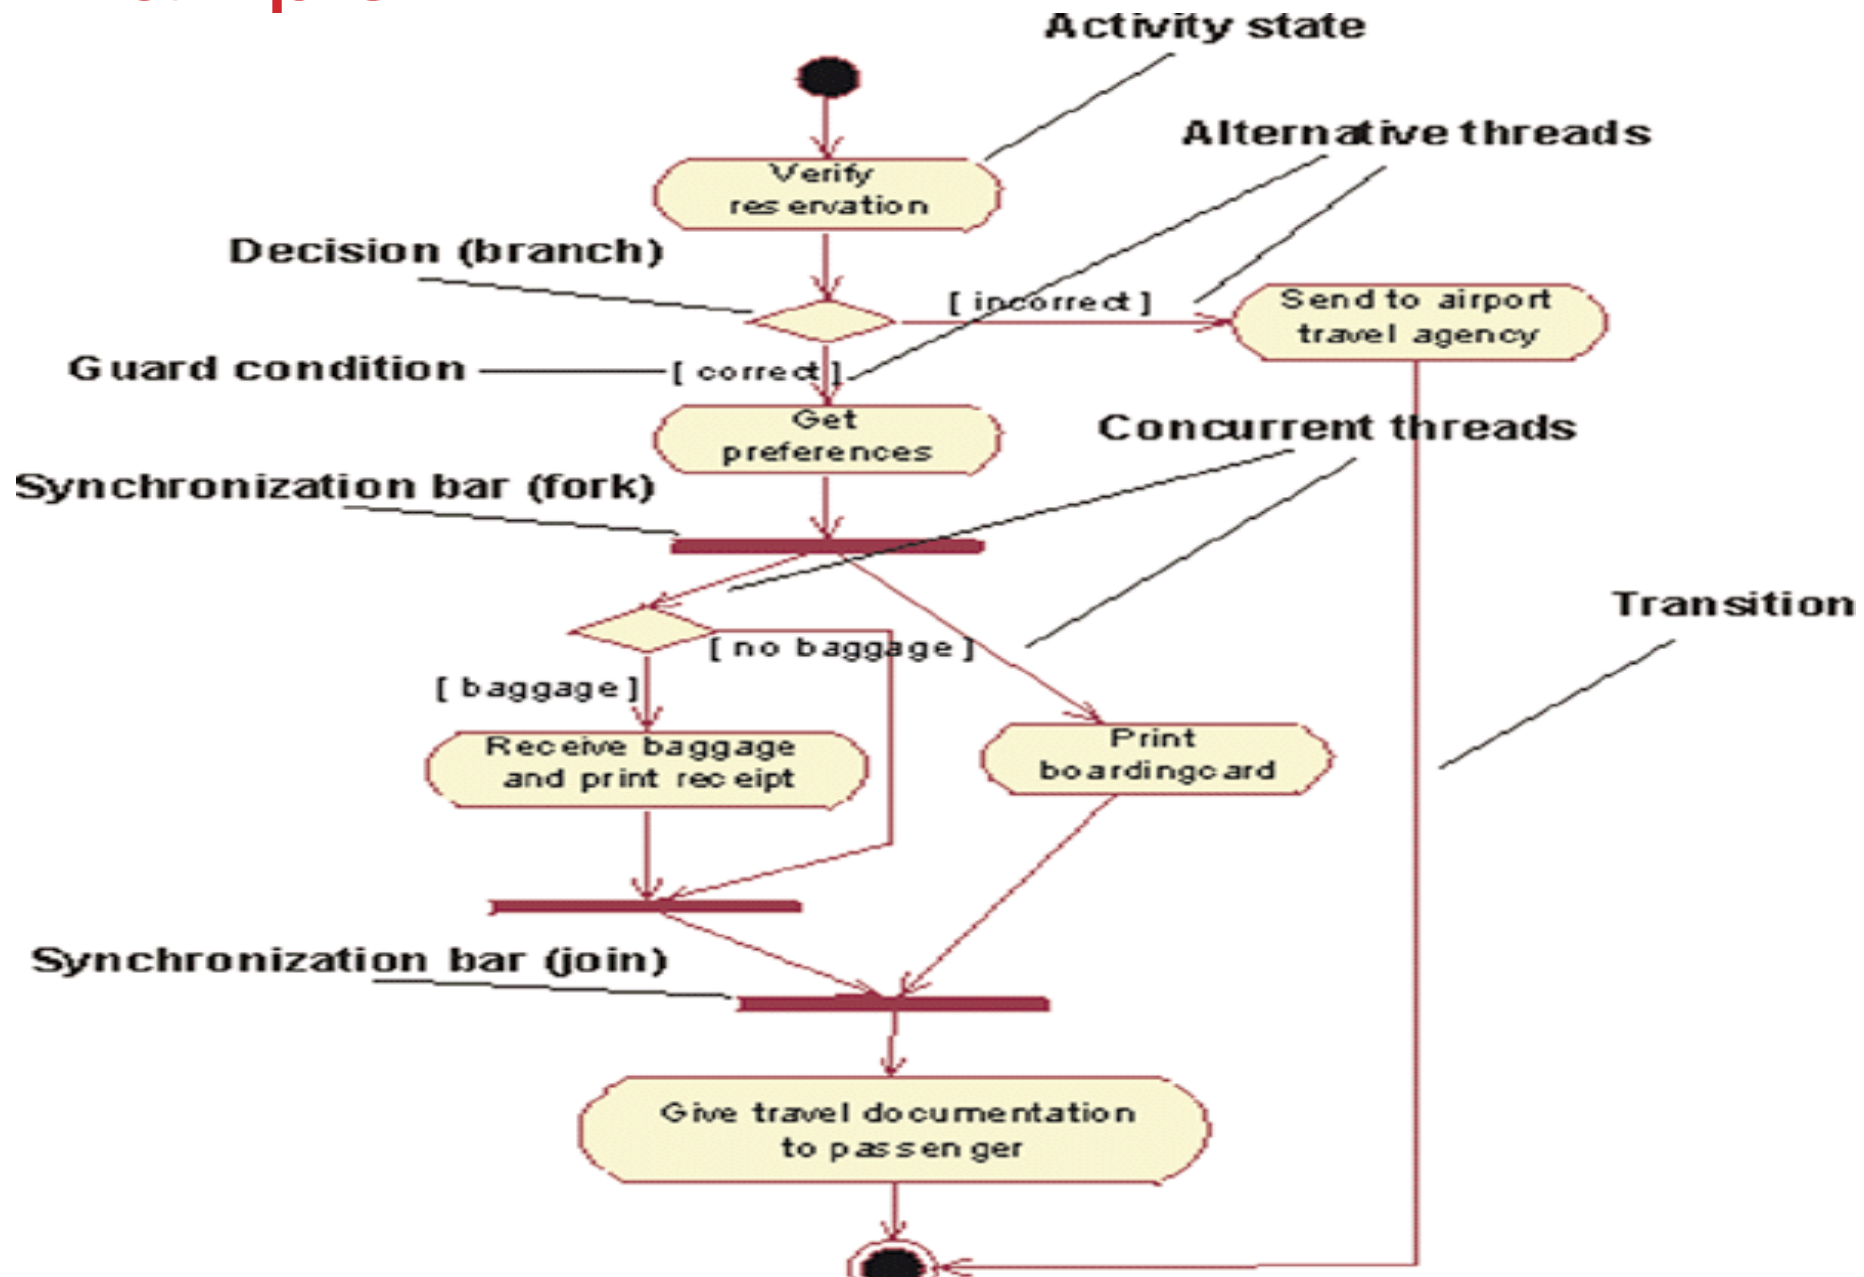 Activity state
Alternative threads
Verify
reservation
Decision (branch)
[ incorrect ]
Send to airport
travel agency
Guard condition
[ correct ]
Get
preferences
Concurrent threads
Synchronization bar (fork)
Transition
[ no baggage ]
[ baggage ]
Receive baggage
and print receipt
Print
boardingcard
Synchronization bar (join)
Give travel documentation
to passenger